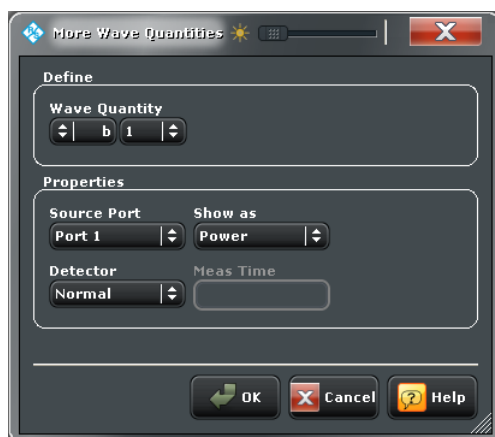 More Wave Quantities
Define
Wave Quantity
b 1
Properties
Source Port Show as
Port 1 Power
Detector Meas Time
Normal
OK Cancel Help